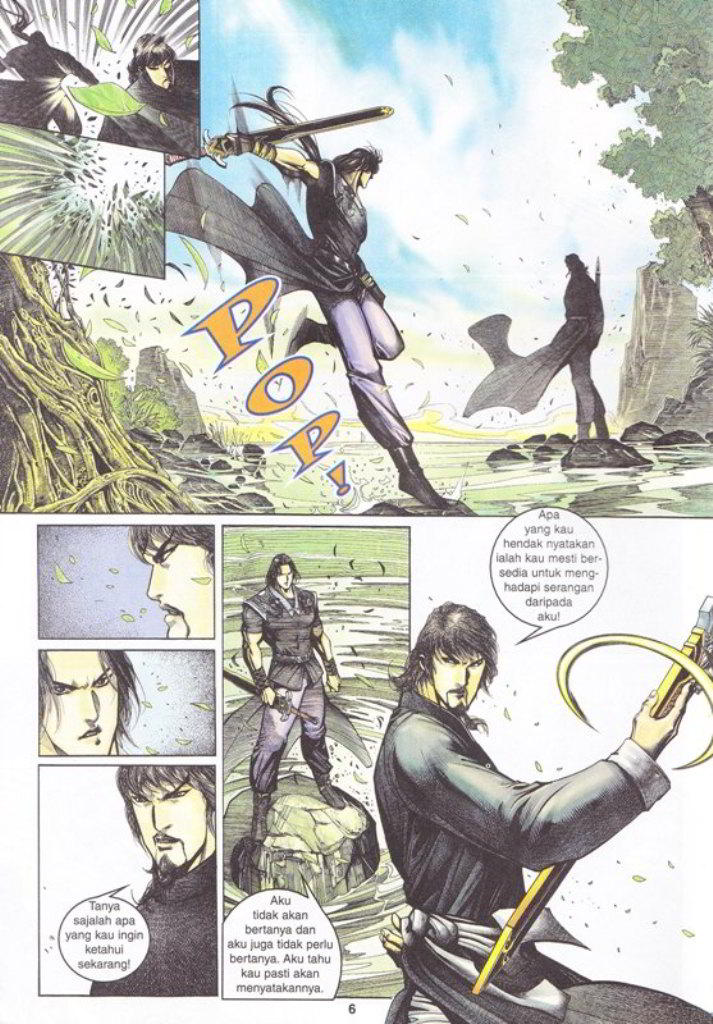 POP!
Apa
yang kau
hendak nyatakan
ialah kau mesti ber-
sedia untuk meng-
hadapi serangan
daripada
aku!
Tanya
sajalah apa
yang kau ingin
ketahui
sekarang!
Aku
tidak akan
bertanya dan
aku juga tidak perlu
bertanya. Aku tahu
kau pasti akan
menyatakannya.
6